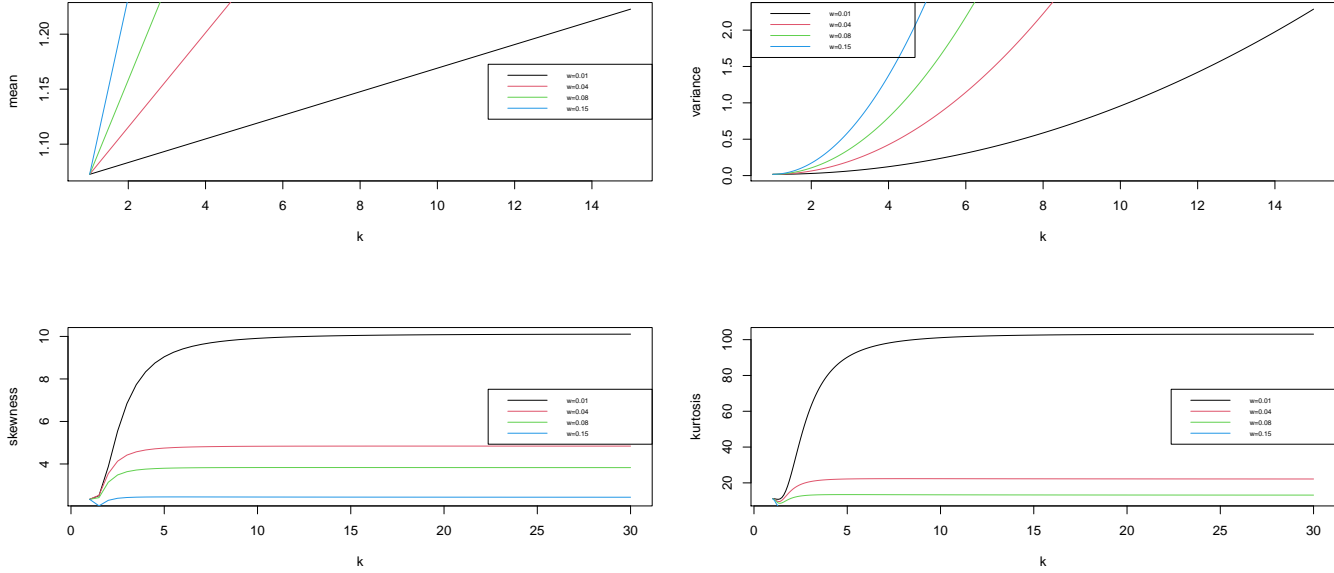 mean
1.10 1.15 1.20
2 4 6 8 10 12 14
k
w=0.01
w=0.04
w=0.08
w=0.15
variance
0.0 0.5 1.0 1.5 2.0
2 4 6 8 10 12 14
k
w=0.01
w=0.04
w=0.08
w=0.15
skewness
4 6 8 10
0 5 10 15 20 25 30
k
w=0.01
w=0.04
w=0.08
w=0.15
kurtosis
20 40 60 80 100
0 5 10 15 20 25 30
k
w=0.01
w=0.04
w=0.08
w=0.15